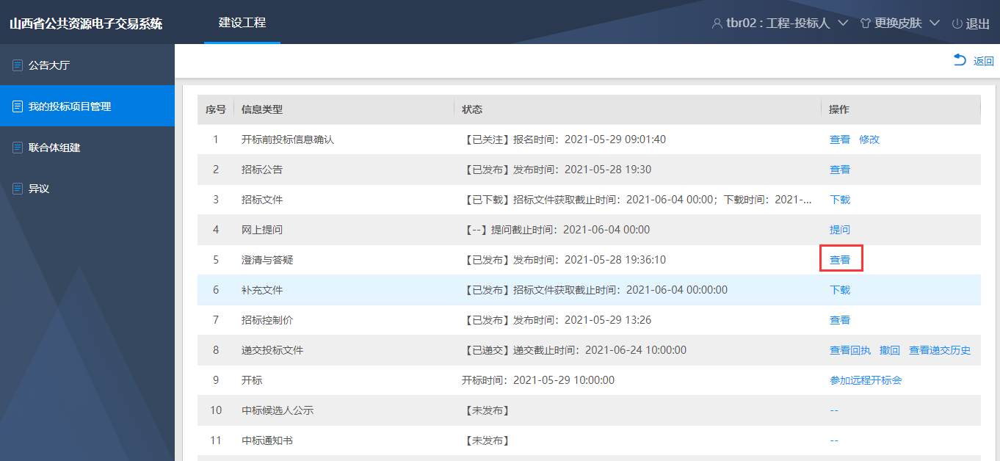 山西省公共资源电子交易系统
建设工程
tbr02 : 工程-投标人
更换皮肤
退出
公告大厅
我的投标项目管理
联合体组建
异议
返回
序号 信息类型 状态 操作
1 开标前投标信息确认 【已关注】报名时间：2021-05-29 09:01:40 查看 修改
2 招标公告 【已发布】发布时间：2021-05-28 19:30 查看
3 招标文件 【已下载】招标文件获取截止时间：2021-06-04 00:00；下载时间：2021-... 下载
4 网上提问 【--】提问截止时间：2021-06-04 00:00 提问
5 澄清与答疑 【已发布】发布时间：2021-05-28 19:36:10 查看
6 补充文件 【已发布】招标文件获取截止时间：2021-06-04 00:00:00 下载
7 招标控制价 【已发布】发布时间：2021-05-29 13:26 查看
8 递交投标文件 【已递交】递交截止时间：2021-06-24 10:00:00 查看回执 撤回 查看递交历史
9 开标 开标时间：2021-05-29 10:00:00 参加远程开标会
10 中标候选人公示 【未发布】 --
11 中标通知书 【未发布】 --